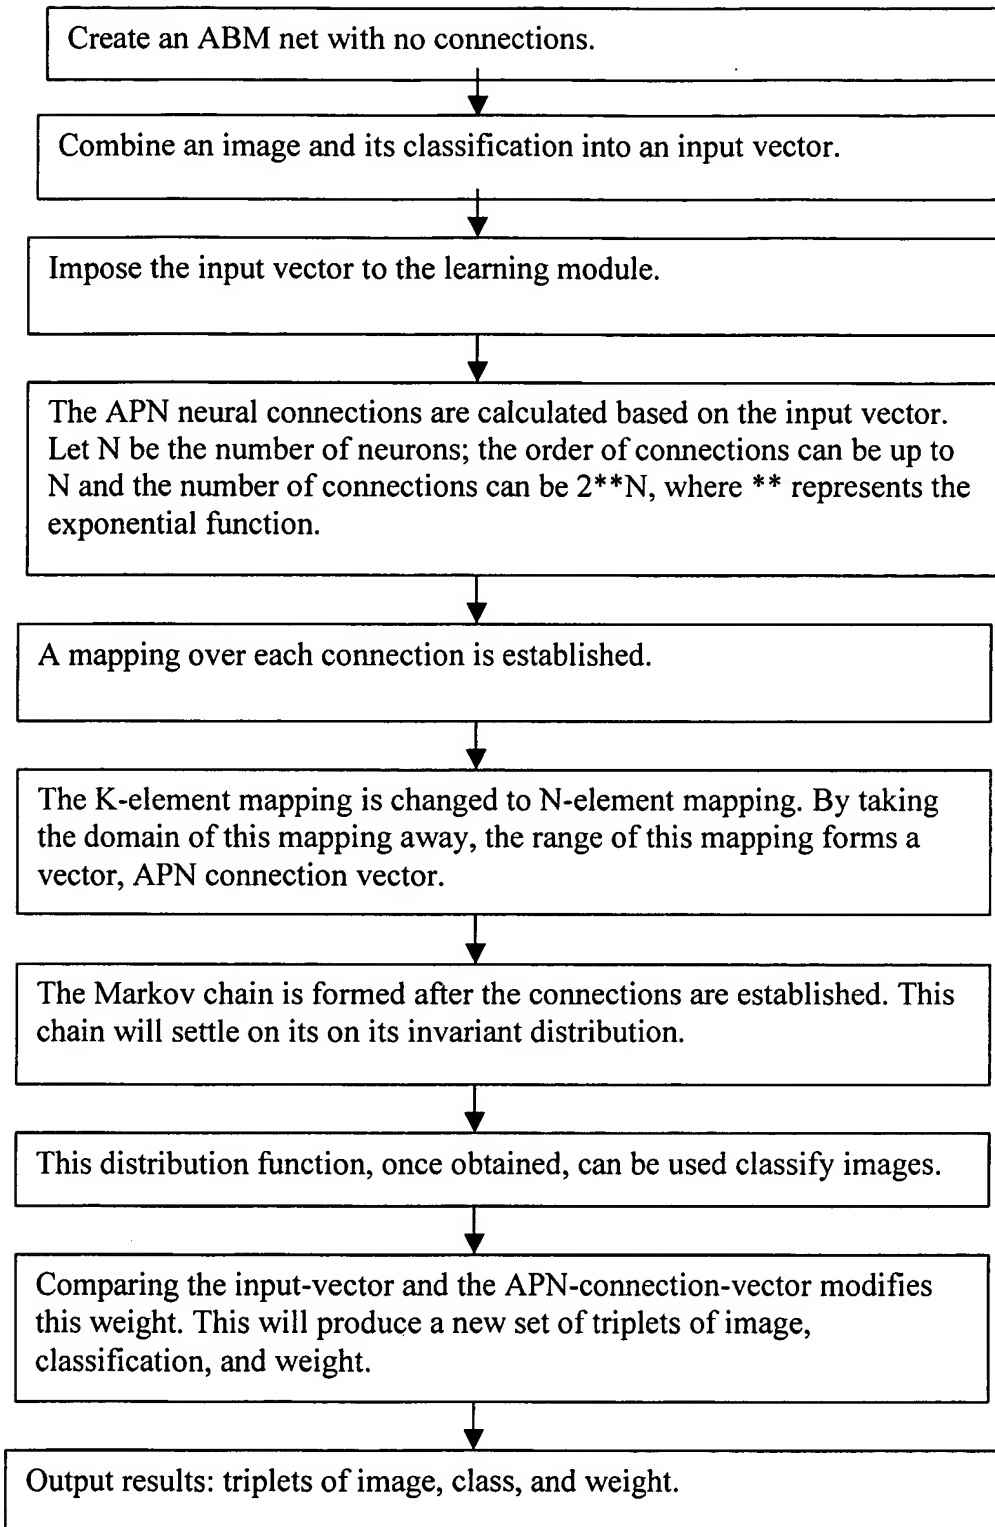 Create an ABM net with no connections.
Combine an image and its classification into an input vector.
Impose the input vector to the learning module.
The APN neural connections are calculated based on the input vector.
Let N be the number of neurons; the order of connections can be up to
N and the number of connections can be 2**N, where ** represents the
exponential function.
A mapping over each connection is established.
The K-element mapping is changed to N-element mapping. By taking
the domain of this mapping away, the range of this mapping forms a
vector, APN connection vector.
The Markov chain is formed after the connections are established. This
chain will settle on its on its invariant distribution.
This distribution function, once obtained, can be used classify images.
Comparing the input-vector and the APN-connection-vector modifies
this weight. This will produce a new set of triplets of image,
classification, and weight.
Output results: triplets of image, class, and weight.